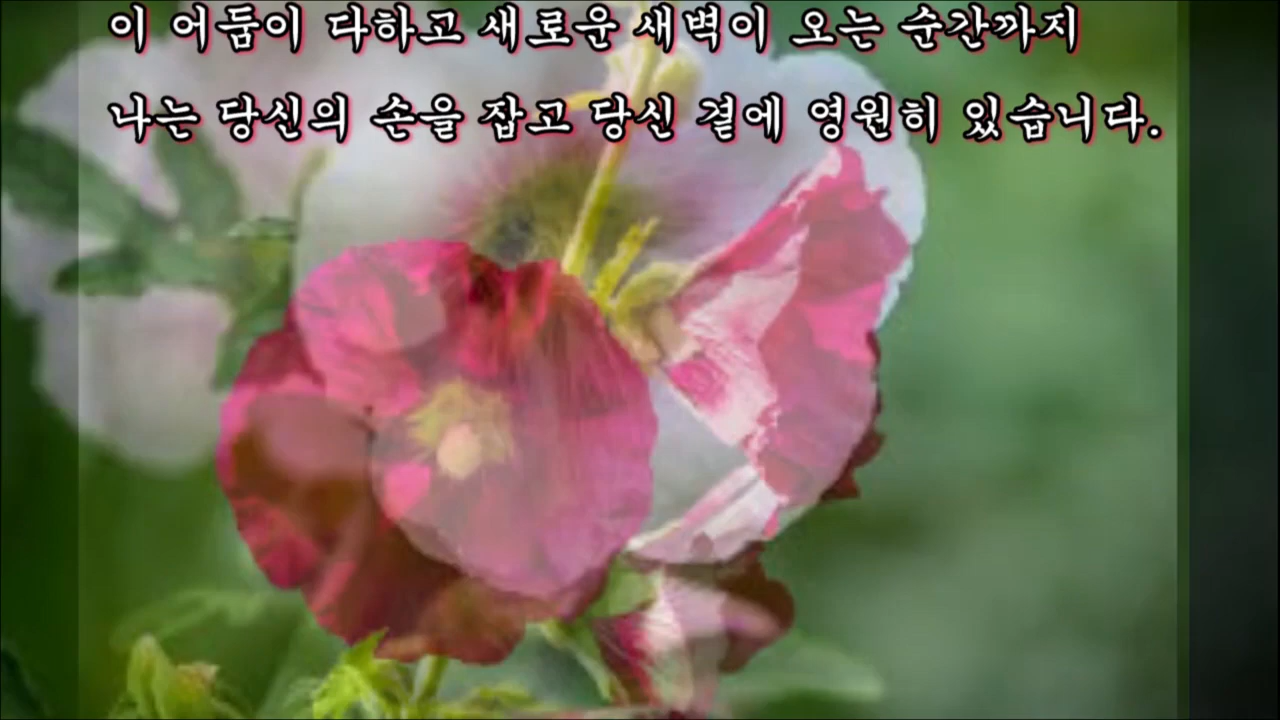 이 어둠이 다하고 새로운 새벽이 오는 순간까지
나는 당신의 손을 잡고 당신 곁에 영원히 있습니다.